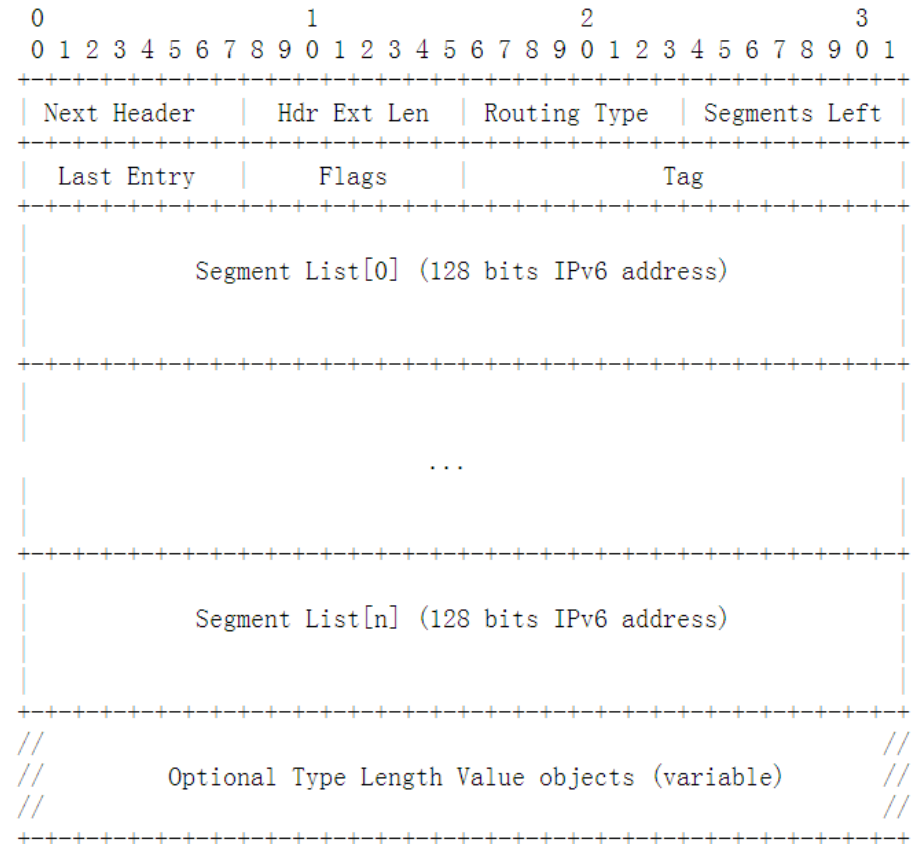 0                   1                   2                   3
0 1 2 3 4 5 6 7 8 9 0 1 2 3 4 5 6 7 8 9 0 1 2 3 4 5 6 7 8 9 0 1
+-+-+-+-+-+-+-+-+-+-+-+-+-+-+-+-+-+-+-+-+-+-+-+-+-+-+-+-+-+-+-+-+
| Next Header   |  Hdr Ext Len  | Routing Type  | Segments Left |
+-+-+-+-+-+-+-+-+-+-+-+-+-+-+-+-+-+-+-+-+-+-+-+-+-+-+-+-+-+-+-+-+
|  Last Entry   |     Flags     |              Tag              |
+-+-+-+-+-+-+-+-+-+-+-+-+-+-+-+-+-+-+-+-+-+-+-+-+-+-+-+-+-+-+-+-+
|                                                               |
|            Segment List[0] (128 bits IPv6 address)            |
|                                                               |
|                                                               |
+-+-+-+-+-+-+-+-+-+-+-+-+-+-+-+-+-+-+-+-+-+-+-+-+-+-+-+-+-+-+-+-+
|                                                               |
|                                                               |
                              ...
|                                                               |
|                                                               |
+-+-+-+-+-+-+-+-+-+-+-+-+-+-+-+-+-+-+-+-+-+-+-+-+-+-+-+-+-+-+-+-+
|                                                               |
|            Segment List[n] (128 bits IPv6 address)            |
|                                                               |
|                                                               |
+-+-+-+-+-+-+-+-+-+-+-+-+-+-+-+-+-+-+-+-+-+-+-+-+-+-+-+-+-+-+-+-+
//                                                             //
//         Optional Type Length Value objects (variable)       //
//                                                             //
+-+-+-+-+-+-+-+-+-+-+-+-+-+-+-+-+-+-+-+-+-+-+-+-+-+-+-+-+-+-+-+-+